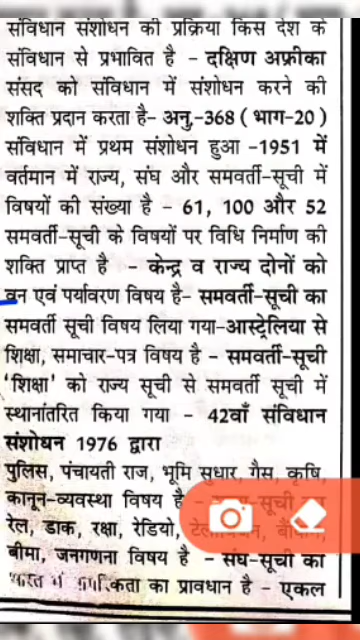 संविधान संशोधन की प्रक्रिया किस देश के
संविधान से प्रभावित है - दक्षिण अफ्रीका
संसद को संविधान में संशोधन करने की
शक्ति प्रदान करता है- अनु.-368 ( भाग-20 )
संविधान में प्रथम संशोधन हुआ -1951 में
वर्तमान में राज्य, संघ और समवर्ती-सूची में
विषयों की संख्या है - 61, 100 और 52
समवर्ती-सूची के विषयों पर विधि निर्माण की
शक्ति प्राप्त है - केन्द्र व राज्य दोनों को
वन एवं पर्यावरण विषय है- समवर्ती-सूची का
समवर्ती सूची विषय लिया गया-आस्ट्रेलिया से
शिक्षा, समाचार-पत्र विषय है - समवर्ती-सूची
'शिक्षा' को राज्य सूची से समवर्ती सूची में
स्थानांतरित किया गया - 42वाँ संविधान
संशोधन 1976 द्वारा
पुलिस, पंचायती राज, भूमि सुधार, गैस, कृषि,
कानून-व्यवस्था विषय है
रेल, डाक, रक्षा, रेडियो,
बीमा, जनगणना विषय है - संघ-सूची का
का प्रावधान है - एकल